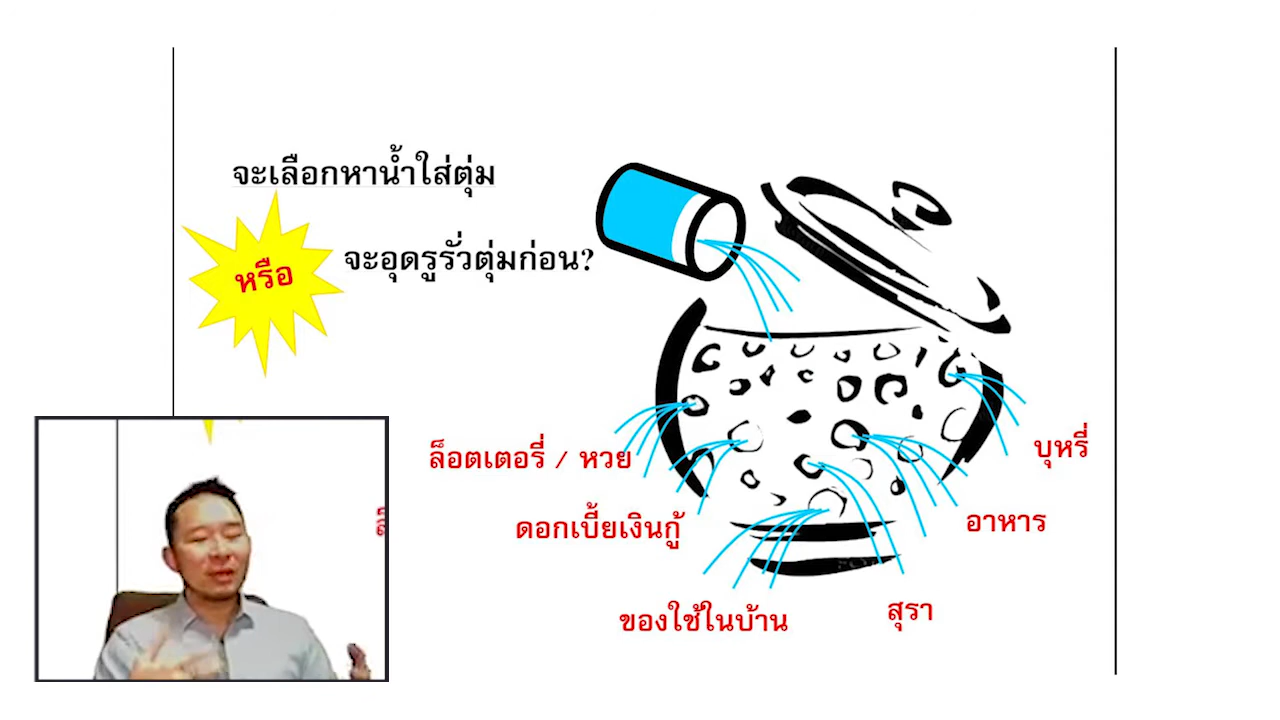 จะเลือกหาน้ำใส่ตุ่ม
หรือ
จะอุดรูรั่วตุ่มก่อน?
ล็อตเตอรี่ / หวย
บุหรี่
ดอกเบี้ยเงินกู้
อาหาร
ของใช้ในบ้าน
สุรา